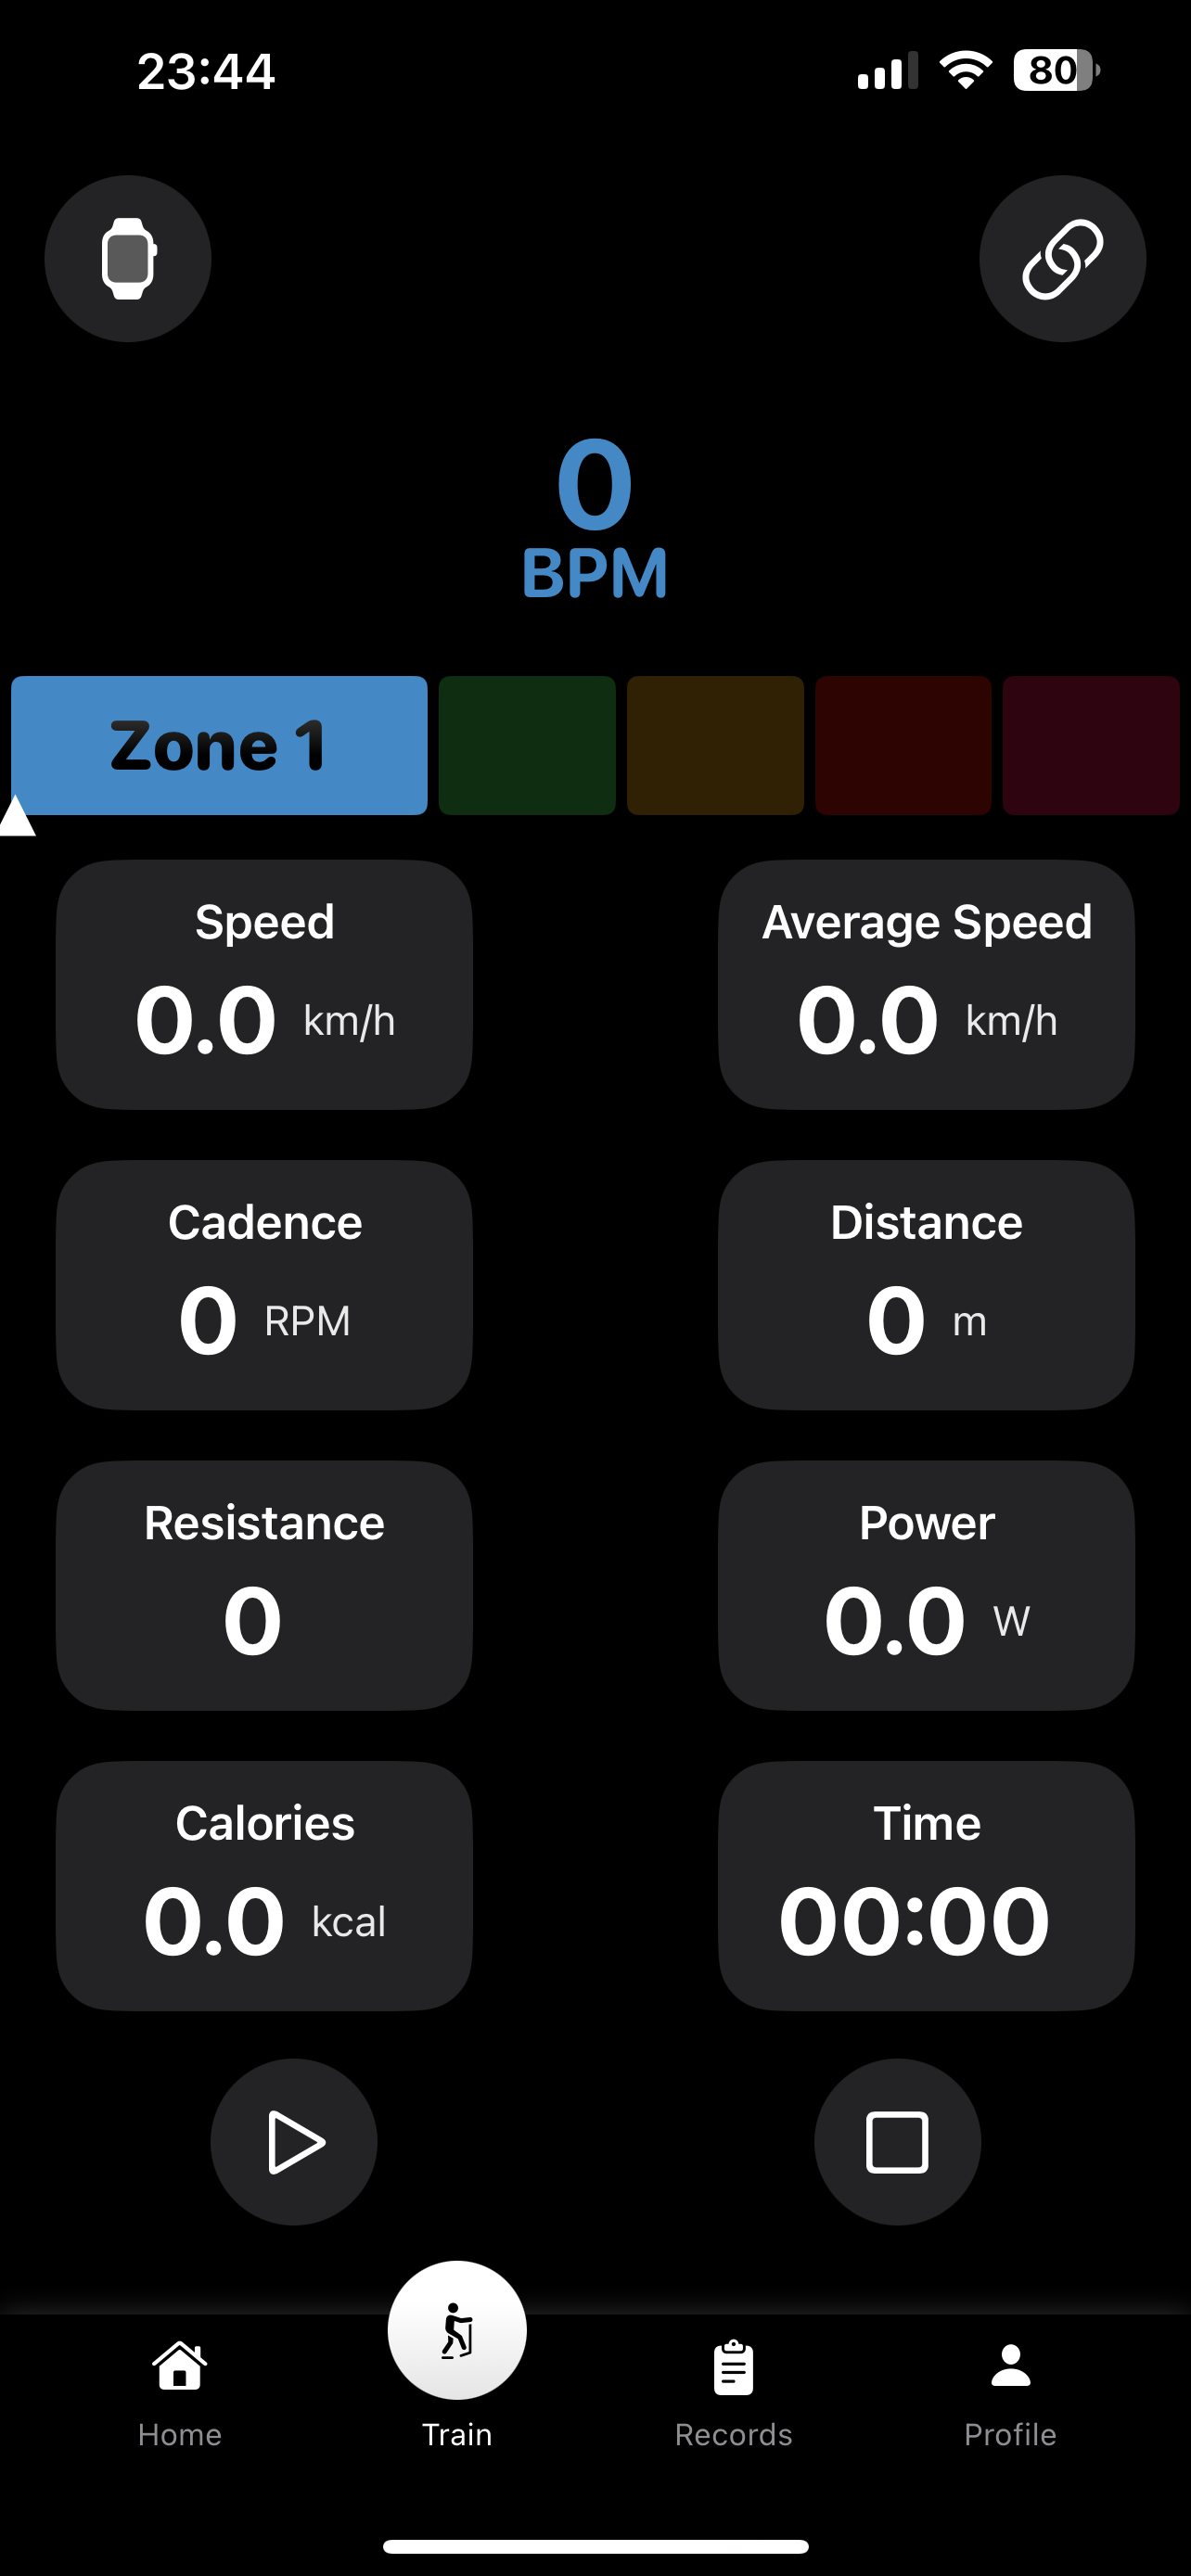 23:44
80
0
BPM
Zone 1
Speed
0.0 km/h
Average Speed
0.0 km/h
Cadence
0 RPM
Distance
0 m
Resistance
0
Power
0.0 W
Calories
0.0 kcal
Time
00:00
Home
Train
Records
Profile